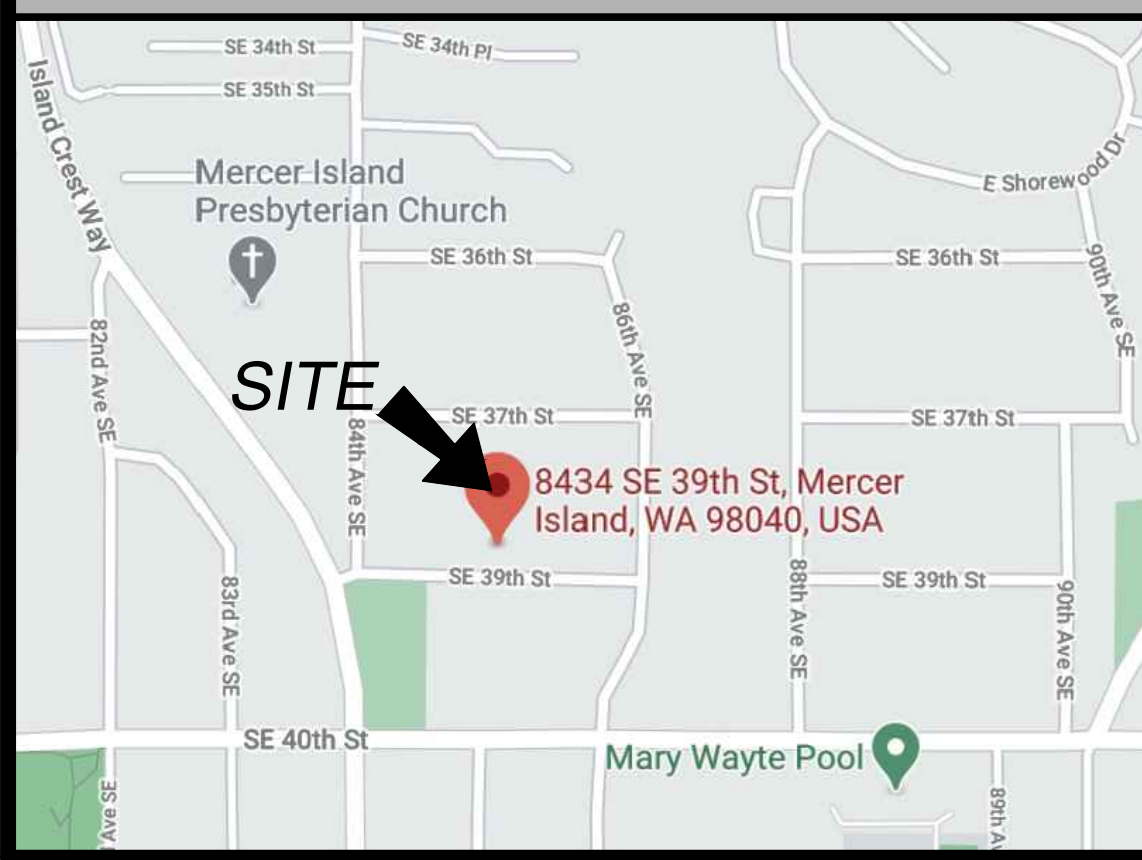 SE 34th St
SE 34th Pl
SE 35th St
Island Crest Way
Mercer Island
Presbyterian Church
E Shorewood Dr
SE 36th St
SE 36th St
90th Ave SE
86th Ave SE
82nd Ave SE
SITE
SE 37th St
SE 37th St
84th Ave SE
8434 SE 39th St, Mercer
Island, WA 98040, USA
SE 39th St
SE 39th St
83rd Ave SE
88th Ave SE
90th Ave SE
SE 40th St
Mary Wayte Pool
Ave SE
89th